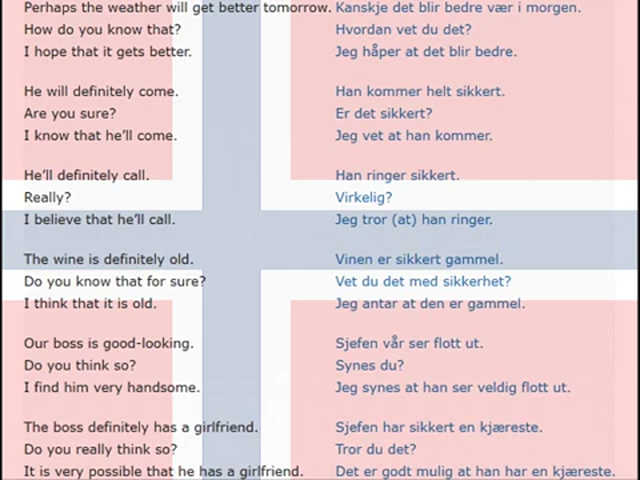 Perhaps the weather will get better tomorrow. Kanskje det blir bedre vær i morgen.
How do you know that? Hvordan vet du det?
I hope that it gets better. Jeg håper at det blir bedre.
He will definitely come. Han kommer helt sikkert.
Are you sure? Er det sikkert?
I know that he'll come. Jeg vet at han kommer.
He'll definitely call. Han ringer sikkert.
Really? Virkelig?
I believe that he'll call. Jeg tror (at) han ringer.
The wine is definitely old. Vinen er sikkert gammel.
Do you know that for sure? Vet du det med sikkerhet?
I think that it is old. Jeg antar at den er gammel.
Our boss is good-looking. Sjefen vår ser flott ut.
Do you think so? Synes du?
I find him very handsome. Jeg synes at han ser veldig flott ut.
The boss definitely has a girlfriend. Sjefen har sikkert en kjæreste.
Do you really think so? Tror du det?
It is very possible that he has a girlfriend. Det er godt mulig at han har en kjæreste.